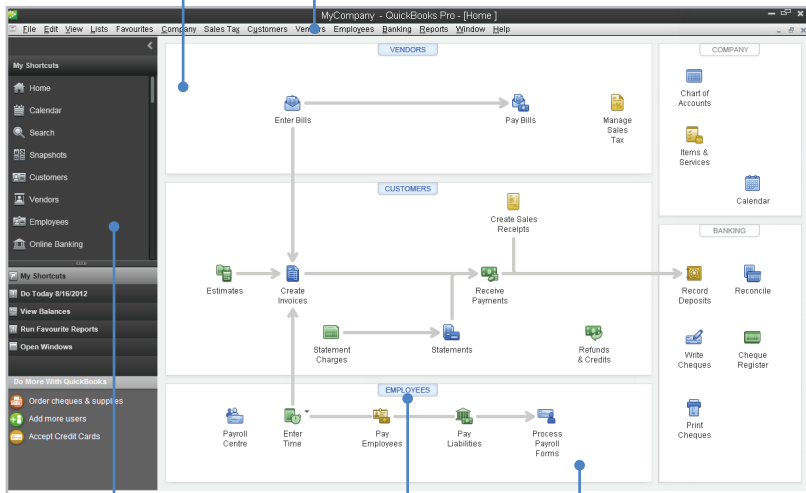 MyCompany - QuickBooks Pro - [Home ]
File Edit View Lists Favourites Company Sales Tax Customers Vendors Employees Banking Reports Window Help
My Shortcuts
Home
Calendar
Search
Snapshots
Customers
Vendors
Employees
Online Banking
My Shortcuts
Do Today 8/16/2012
View Balances
Run Favourite Reports
Open Windows
Do More With QuickBooks
Order cheques & supplies
Add more users
Accept Credit Cards
VENDORS
Enter Bills
Pay Bills
Manage
Sales
Tax
CUSTOMERS
Create Sales
Receipts
Estimates
Create
Invoices
Receive
Payments
Statement
Charges
Statements
Refunds
& Credits
EMPLOYEES
Payroll
Centre
Enter
Time
Pay
Employees
Pay
Liabilities
Process
Payroll
Forms
COMPANY
Chart of
Accounts
Items &
Services
Calendar
BANKING
Record
Deposits
Reconcile
Write
Cheques
Cheque
Register
Print
Cheques